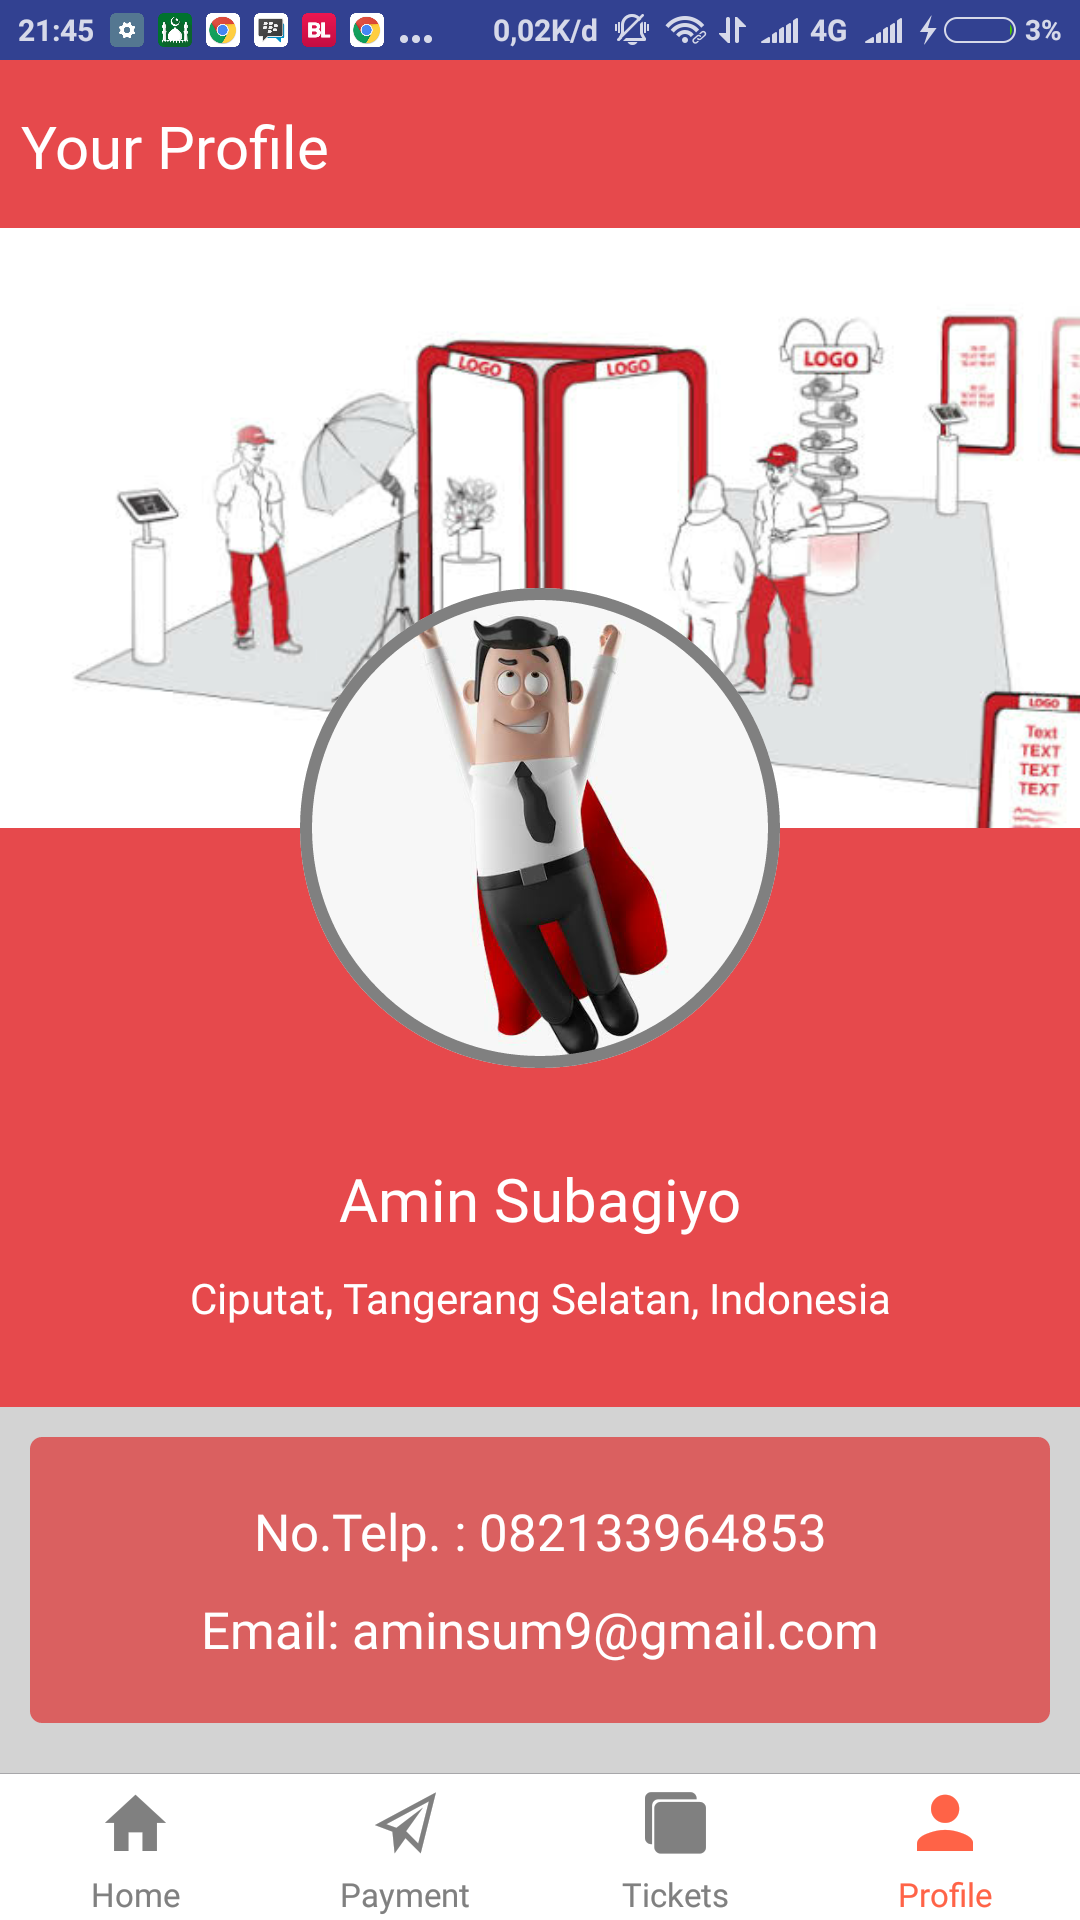 21:45 BL ... 0,02K/d 4G 3%
Your Profile
LOGO
LOGO
LOGO
LOGO
Text
TEXT
TEXT
TEXT
Amin Subagiyo
Ciputat, Tangerang Selatan, Indonesia
No.Telp. : 082133964853
Email: aminsum9@gmail.com
Home
Payment
Tickets
Profile